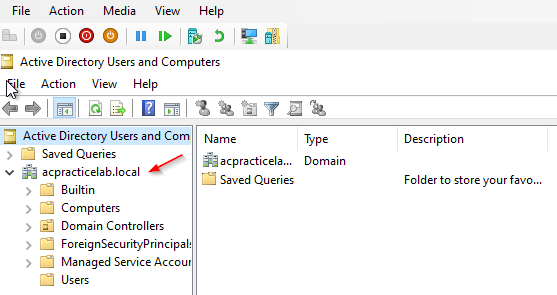 File Action Media View Help
Active Directory Users and Computers
File Action View Help
Active Directory Users and Com
Name Type Description
Saved Queries
acpracticela... Domain
acpracticelab.local
Saved Queries Folder to store your favo...
Builtin
Computers
Domain Controllers
ForeignSecurityPrincipals
Managed Service Accour
Users